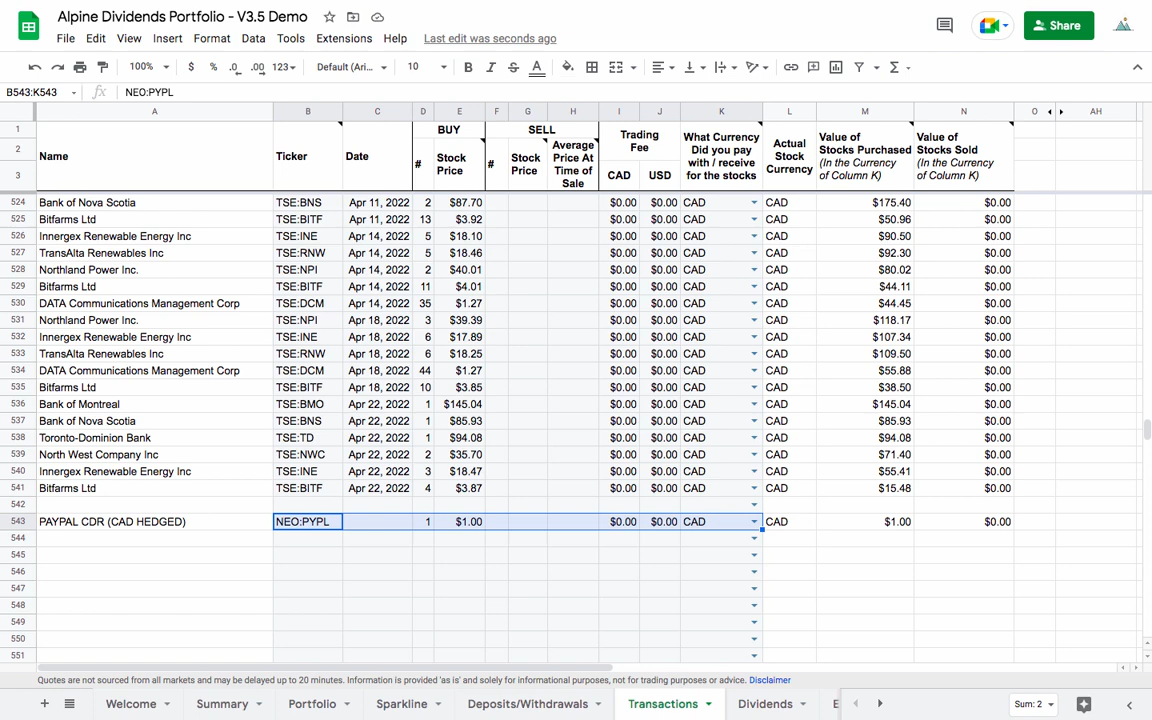 Alpine Dividends Portfolio - V3.5 Demo
File Edit View Insert Format Data Tools Extensions Help Last edit was seconds ago
Share
100% $ % .0 .00 123 Default (Ari... 10 B I S A
B543:K543 fx NEO:PYPL
A B C D E F G H I J K L M N O AH
1 2 3
Name Ticker Date
BUY
# Stock Price
SELL
# Stock Price Average Price At Time of Sale
Trading Fee
CAD USD
What Currency Did you pay with / receive for the stocks
Actual Stock Currency
Value of Stocks Purchased (In the Currency of Column K)
Value of Stocks Sold (In the Currency of Column K)
524 Bank of Nova Scotia TSE:BNS Apr 11, 2022 2 $87.70 $0.00 $0.00 CAD CAD $175.40 $0.00
525 Bitfarms Ltd TSE:BITF Apr 11, 2022 13 $3.92 $0.00 $0.00 CAD CAD $50.96 $0.00
526 Innergex Renewable Energy Inc TSE:INE Apr 14, 2022 5 $18.10 $0.00 $0.00 CAD CAD $90.50 $0.00
527 TransAlta Renewables Inc TSE:RNW Apr 14, 2022 5 $18.46 $0.00 $0.00 CAD CAD $92.30 $0.00
528 Northland Power Inc. TSE:NPI Apr 14, 2022 2 $40.01 $0.00 $0.00 CAD CAD $80.02 $0.00
529 Bitfarms Ltd TSE:BITF Apr 14, 2022 11 $4.01 $0.00 $0.00 CAD CAD $44.11 $0.00
530 DATA Communications Management Corp TSE:DCM Apr 14, 2022 35 $1.27 $0.00 $0.00 CAD CAD $44.45 $0.00
531 Northland Power Inc. TSE:NPI Apr 18, 2022 3 $39.39 $0.00 $0.00 CAD CAD $118.17 $0.00
532 Innergex Renewable Energy Inc TSE:INE Apr 18, 2022 6 $17.89 $0.00 $0.00 CAD CAD $107.34 $0.00
533 TransAlta Renewables Inc TSE:RNW Apr 18, 2022 6 $18.25 $0.00 $0.00 CAD CAD $109.50 $0.00
534 DATA Communications Management Corp TSE:DCM Apr 18, 2022 44 $1.27 $0.00 $0.00 CAD CAD $55.88 $0.00
535 Bitfarms Ltd TSE:BITF Apr 18, 2022 10 $3.85 $0.00 $0.00 CAD CAD $38.50 $0.00
536 Bank of Montreal TSE:BMO Apr 22, 2022 1 $145.04 $0.00 $0.00 CAD CAD $145.04 $0.00
537 Bank of Nova Scotia TSE:BNS Apr 22, 2022 1 $85.93 $0.00 $0.00 CAD CAD $85.93 $0.00
538 Toronto-Dominion Bank TSE:TD Apr 22, 2022 1 $94.08 $0.00 $0.00 CAD CAD $94.08 $0.00
539 North West Company Inc TSE:NWC Apr 22, 2022 2 $35.70 $0.00 $0.00 CAD CAD $71.40 $0.00
540 Innergex Renewable Energy Inc TSE:INE Apr 22, 2022 3 $18.47 $0.00 $0.00 CAD CAD $55.41 $0.00
541 Bitfarms Ltd TSE:BITF Apr 22, 2022 4 $3.87 $0.00 $0.00 CAD CAD $15.48 $0.00
542
543 PAYPAL CDR (CAD HEDGED) NEO:PYPL 1 $1.00 $0.00 $0.00 CAD CAD $1.00 $0.00
544
545
546
547
548
549
550
551
Quotes are not sourced from all markets and may be delayed up to 20 minutes. Information is provided 'as is' and solely for informational purposes, not for trading purposes or advice. Disclaimer
Welcome Summary Portfolio Sparkline Deposits/Withdrawals Transactions Dividends E Sum: 2